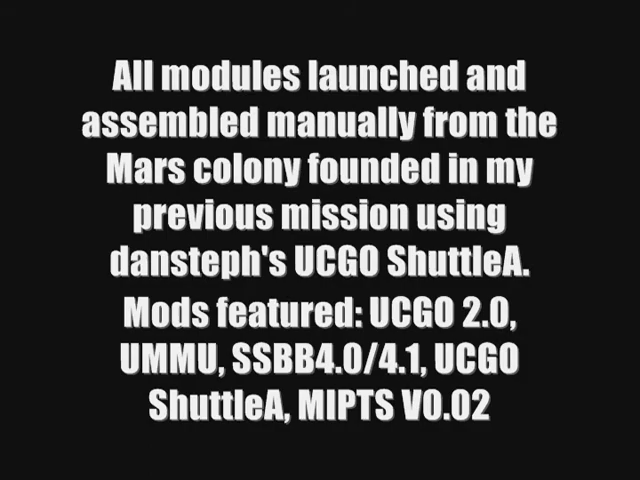 All modules launched and
assembled manually from the
Mars colony founded in my
previous mission using
dansteph's UCGO ShuttleA.
Mods featured: UCGO 2.0,
UMMU, SSBB4.0/4.1, UCGO
ShuttleA, MIPTS V0.02